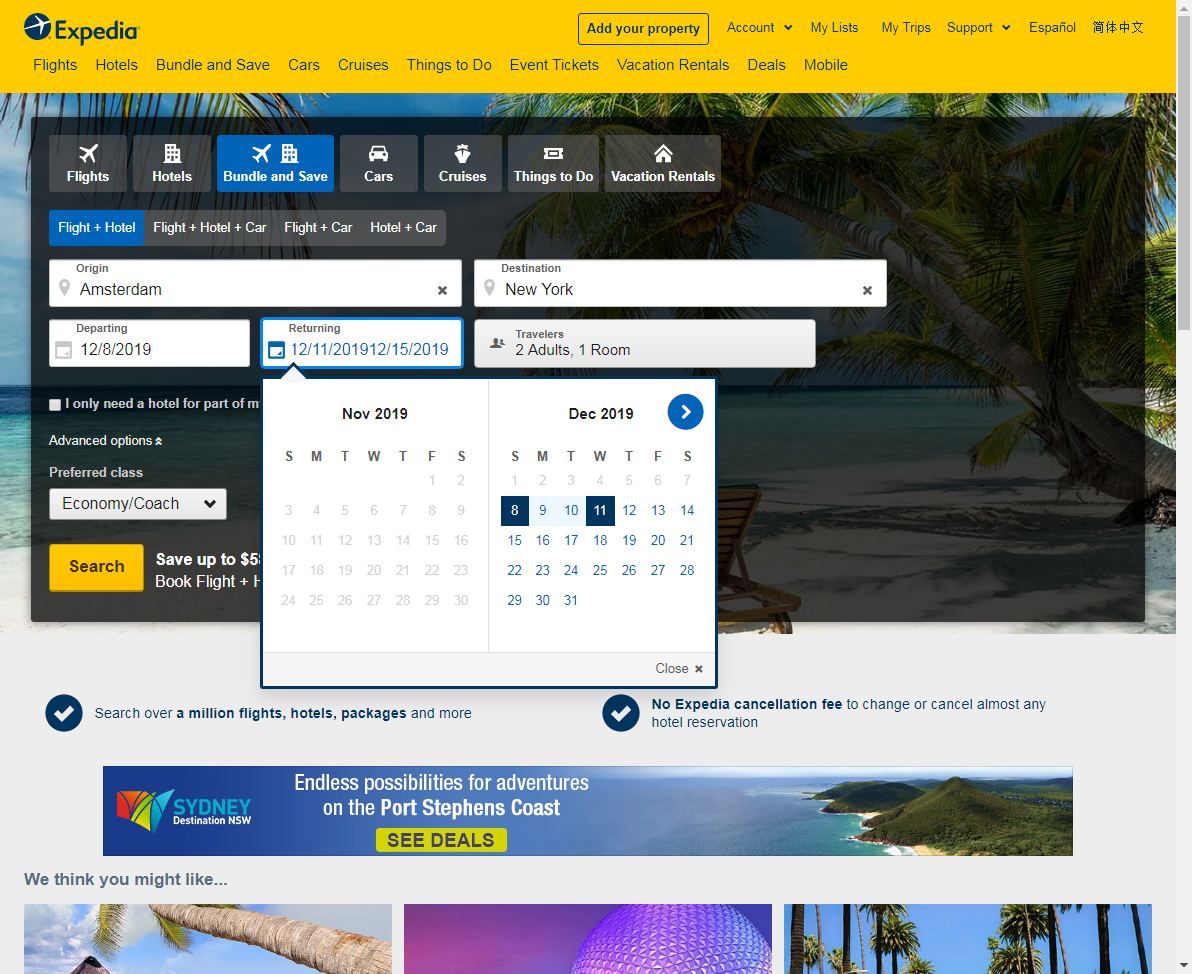 Expedia
Add your property
Account
My Lists
My Trips
Support
Español
简体中文
Flights
Hotels
Bundle and Save
Cars
Cruises
Things to Do
Event Tickets
Vacation Rentals
Deals
Mobile
Flights
Hotels
Bundle and Save
Cars
Cruises
Things to Do
Vacation Rentals
Flight + Hotel
Flight + Hotel + Car
Flight + Car
Hotel + Car
Origin
Amsterdam
Destination
New York
Departing
12/8/2019
Returning
12/11/201912/15/2019
Travelers
2 Adults, 1 Room
I only need a hotel for part of m
Advanced options
Preferred class
Economy/Coach
Search
Save up to $5
Book Flight + H
Nov 2019
S M T W T F S
1 2
3 4 5 6 7 8 9
10 11 12 13 14 15 16
17 18 19 20 21 22 23
24 25 26 27 28 29 30
Dec 2019
S M T W T F S
1 2 3 4 5 6 7
8 9 10 11 12 13 14
15 16 17 18 19 20 21
22 23 24 25 26 27 28
29 30 31
Close
Search over a million flights, hotels, packages and more
No Expedia cancellation fee to change or cancel almost any
hotel reservation
SYDNEY
Destination NSW
Endless possibilities for adventures
on the Port Stephens Coast
SEE DEALS
We think you might like...